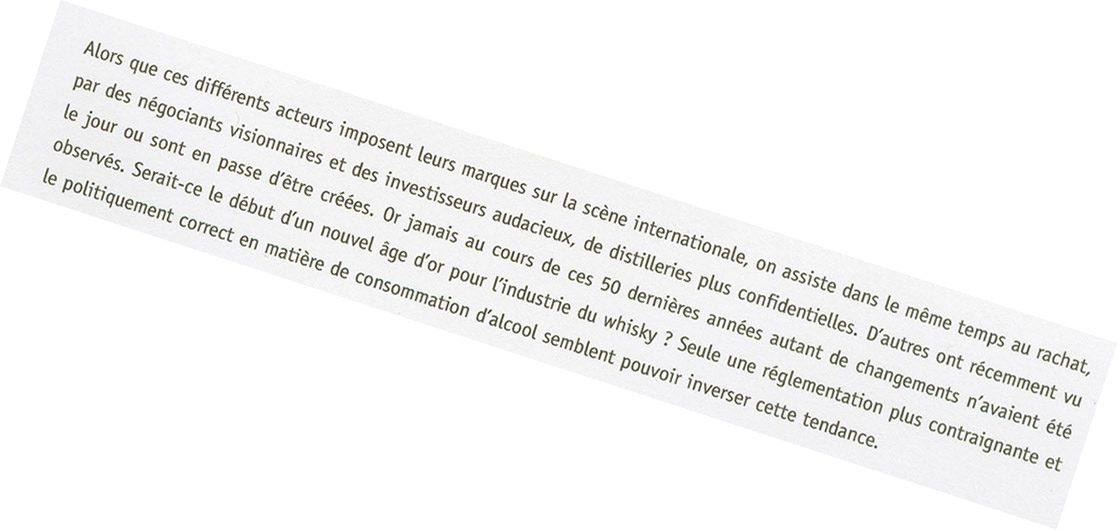 Alors que ces différents acteurs imposent leurs marques sur la scène internationale, on assiste dans le même temps au rachat,
par des négociants visionnaires et des investisseurs audacieux, de distilleries plus confidentielles. D'autres ont récemment vu
le jour ou sont en passe d'être créées. Or jamais au cours de ces 50 dernières années autant de changements n'avaient été
observés. Serait-ce le début d'un nouvel âge d'or pour l'industrie du whisky ? Seule une réglementation plus contraignante et
le politiquement correct en matière de consommation d'alcool semblent pouvoir inverser cette tendance.